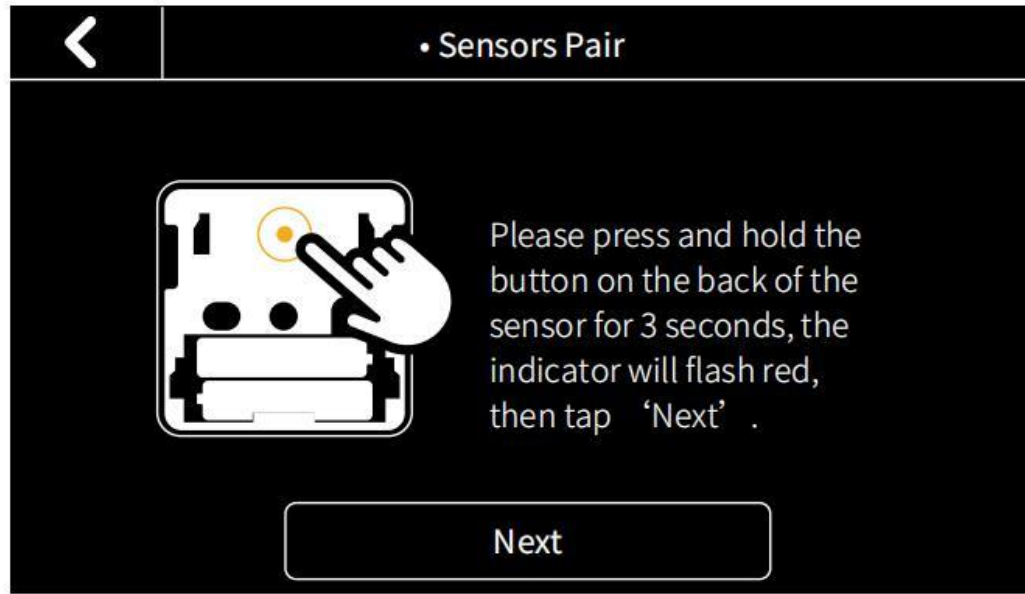 • Sensors Pair
Please press and hold the
button on the back of the
sensor for 3 seconds, the
indicator will flash red,
then tap ‘Next’ .
Next